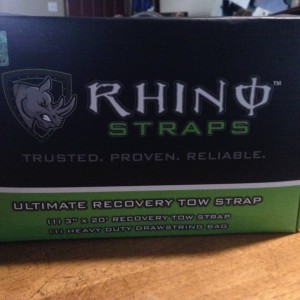 RHINO™
STRAPS
TRUSTED. PROVEN. RELIABLE.
ULTIMATE RECOVERY TOW STRAP
(1) 3" X 20' RECOVERY TOW STRAP
(1) HEAVY DUTY DRAWSTRING BAG